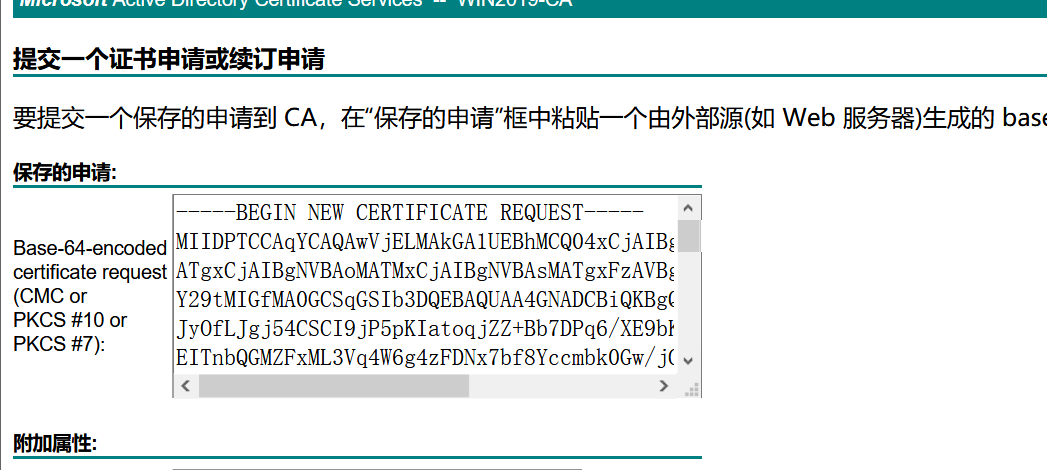 Microsoft Active Directory Certificate Services -- WIN2019-CA
提交一个证书申请或续订申请
要提交一个保存的申请到 CA，在“保存的申请”框中粘贴一个由外部源(如 Web 服务器)生成的 base
保存的申请:
Base-64-encoded
certificate request
(CMC or
PKCS #10 or
PKCS #7):
-----BEGIN NEW CERTIFICATE REQUEST-----
MIIDPTCCAqYCAQAwVjELMAkGA1UEBhMCQ04xCjAIBg
ATgxCjAIBgNVBAoMATMxCjAIBgNVBAsMATgxFzAVBg
Y29tMIGfMA0GCSqGSIb3DQEBAQUAA4GNADCBiQKBgQ
JyOfLJgj54CSCI9jP5pKIatoqjZZ+Bb7DPq6/XE9bK
EITnbQGMZFxML3Vq4W6g4zFDNx7bf8Yccmbk0Gw/jO
附加属性: